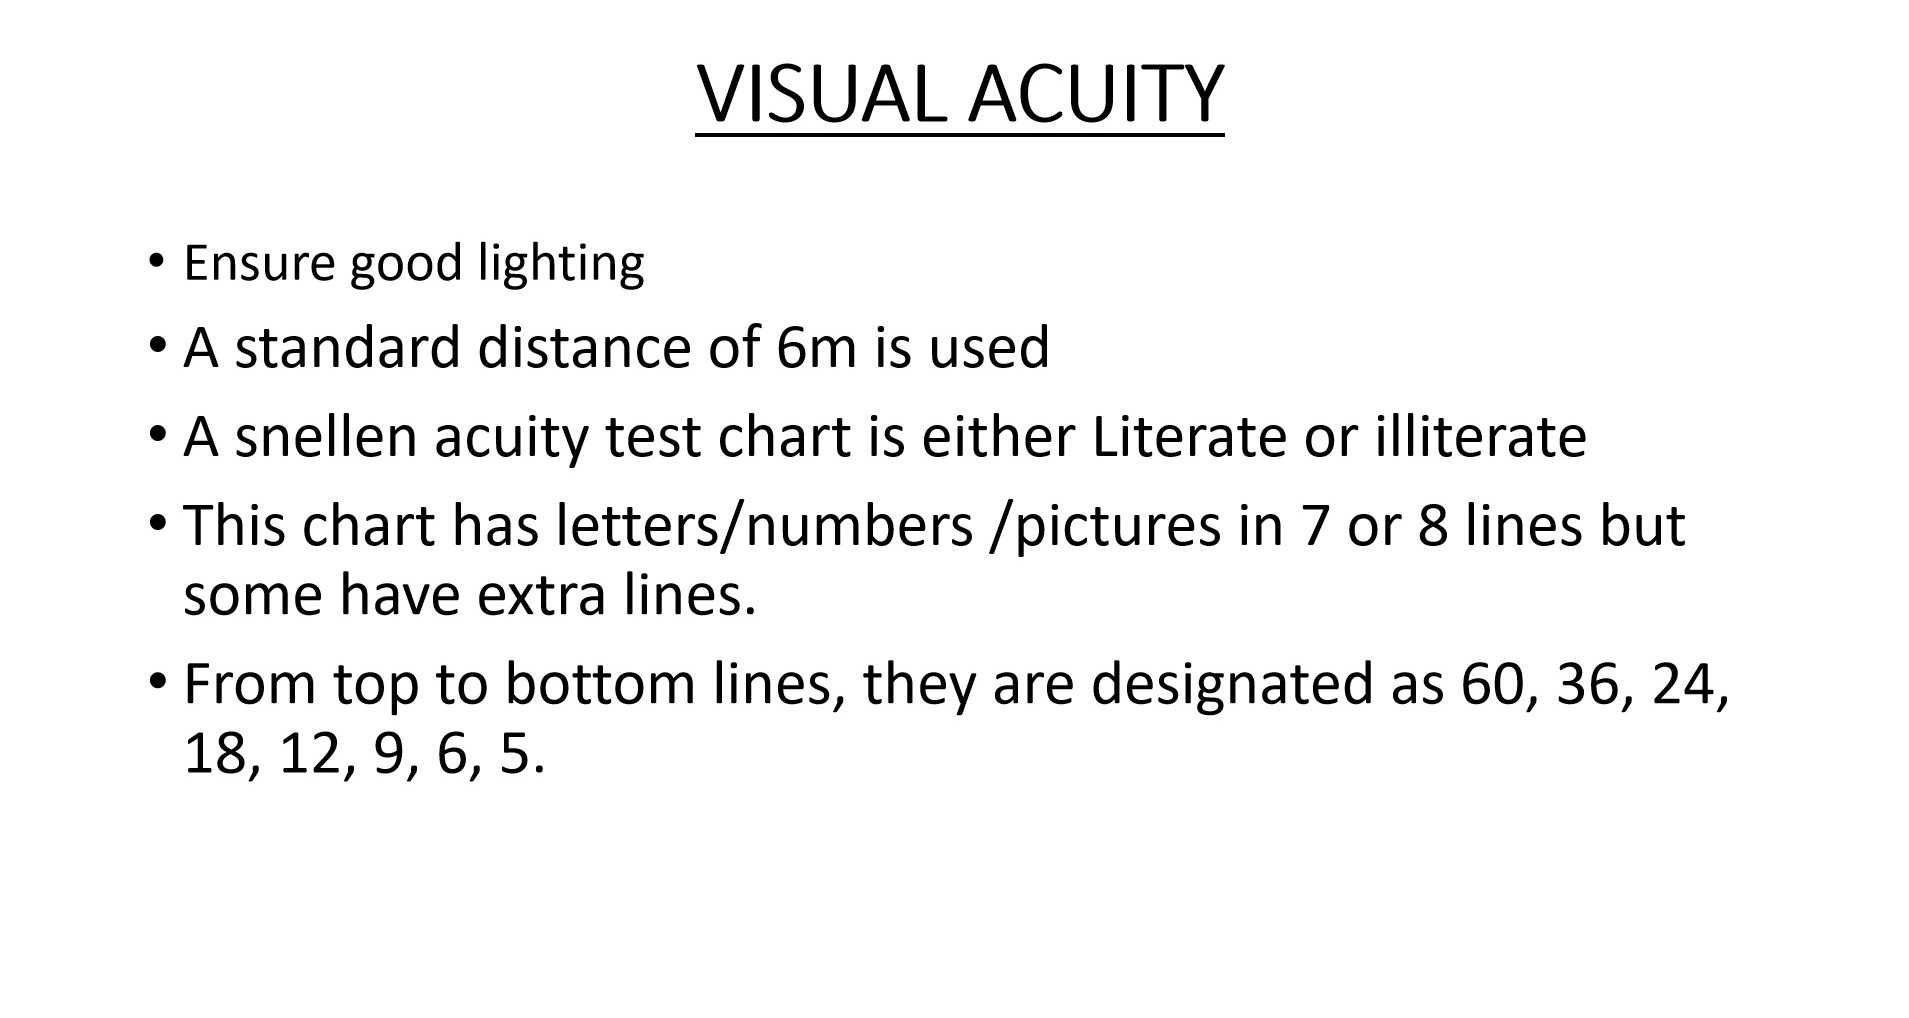 VISUAL ACUITY
• Ensure good lighting
• A standard distance of 6m is used
• A snellen acuity test chart is either Literate or illiterate
• This chart has letters/numbers /pictures in 7 or 8 lines but
some have extra lines.
• From top to bottom lines, they are designated as 60, 36, 24,
18, 12, 9, 6, 5.